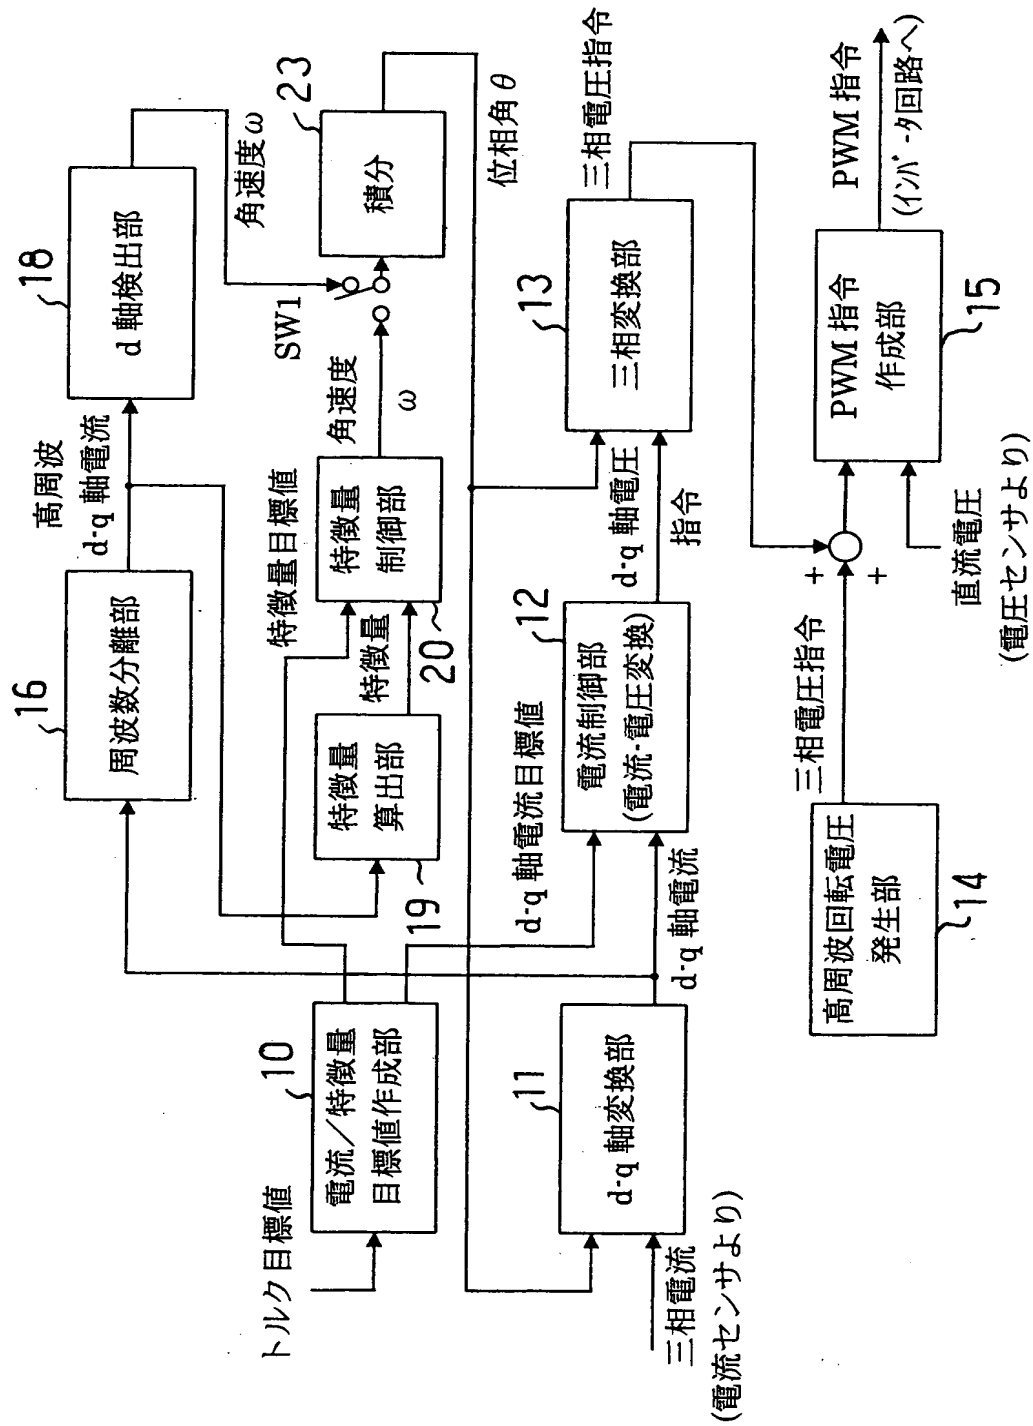 16
周波数分離部
高周波
d-q 軸電流
18
d 軸検出部
角速度ω
トルク目標値
10
電流／特徴量
目標値作成部
特徴量目標値
19
特徴量
算出部
特徴量
20
特徴量
制御部
角速度
ω
SW1
23
積分
位相角 θ
三相電流
(電流センサより)
11
d-q 軸変換部
d-q 軸電流
d-q 軸電流目標値
12
電流制御部
(電流-電圧変換)
d-q 軸電圧
指令
13
三相変換部
三相電圧指令
高周波回転電圧
発生部
14
三相電圧指令
+
+
直流電圧
(電圧センサより)
PWM 指令
作成部
15
PWM 指令
(インバータ回路へ)